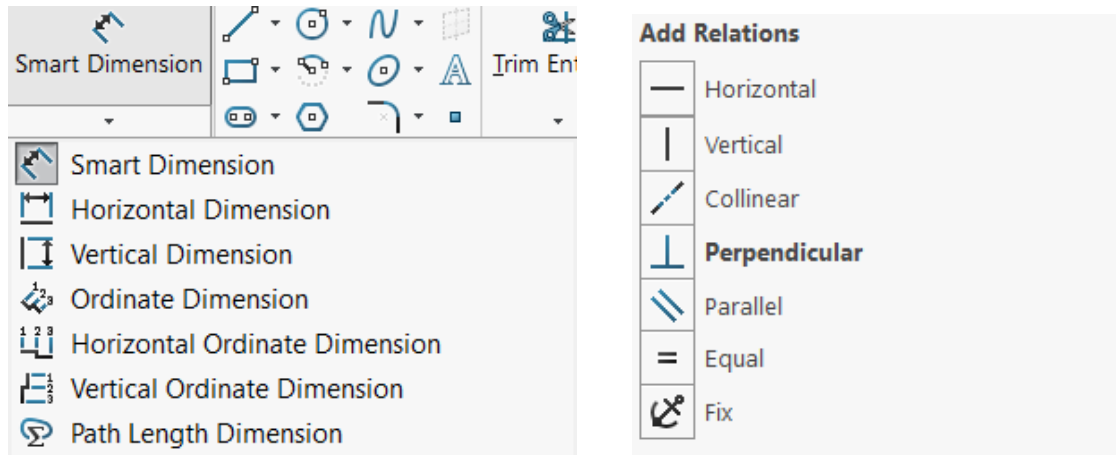 Smart Dimension
Trim Ent
Smart Dimension
Horizontal Dimension
Vertical Dimension
Ordinate Dimension
Horizontal Ordinate Dimension
Vertical Ordinate Dimension
Path Length Dimension
Add Relations
Horizontal
Vertical
Collinear
Perpendicular
Parallel
Equal
Fix